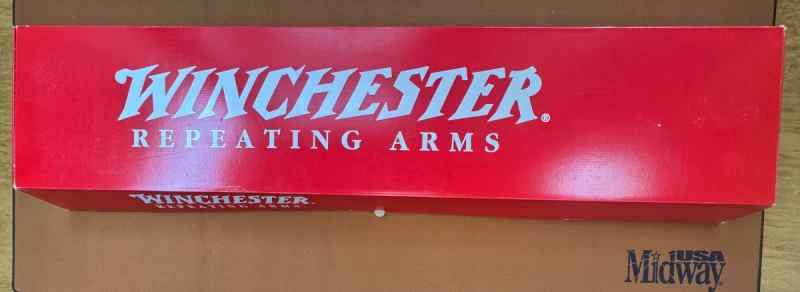 WINCHESTER®
REPEATING ARMS
WINCHESTER.
REPEATING ARMS
MidwayUSA